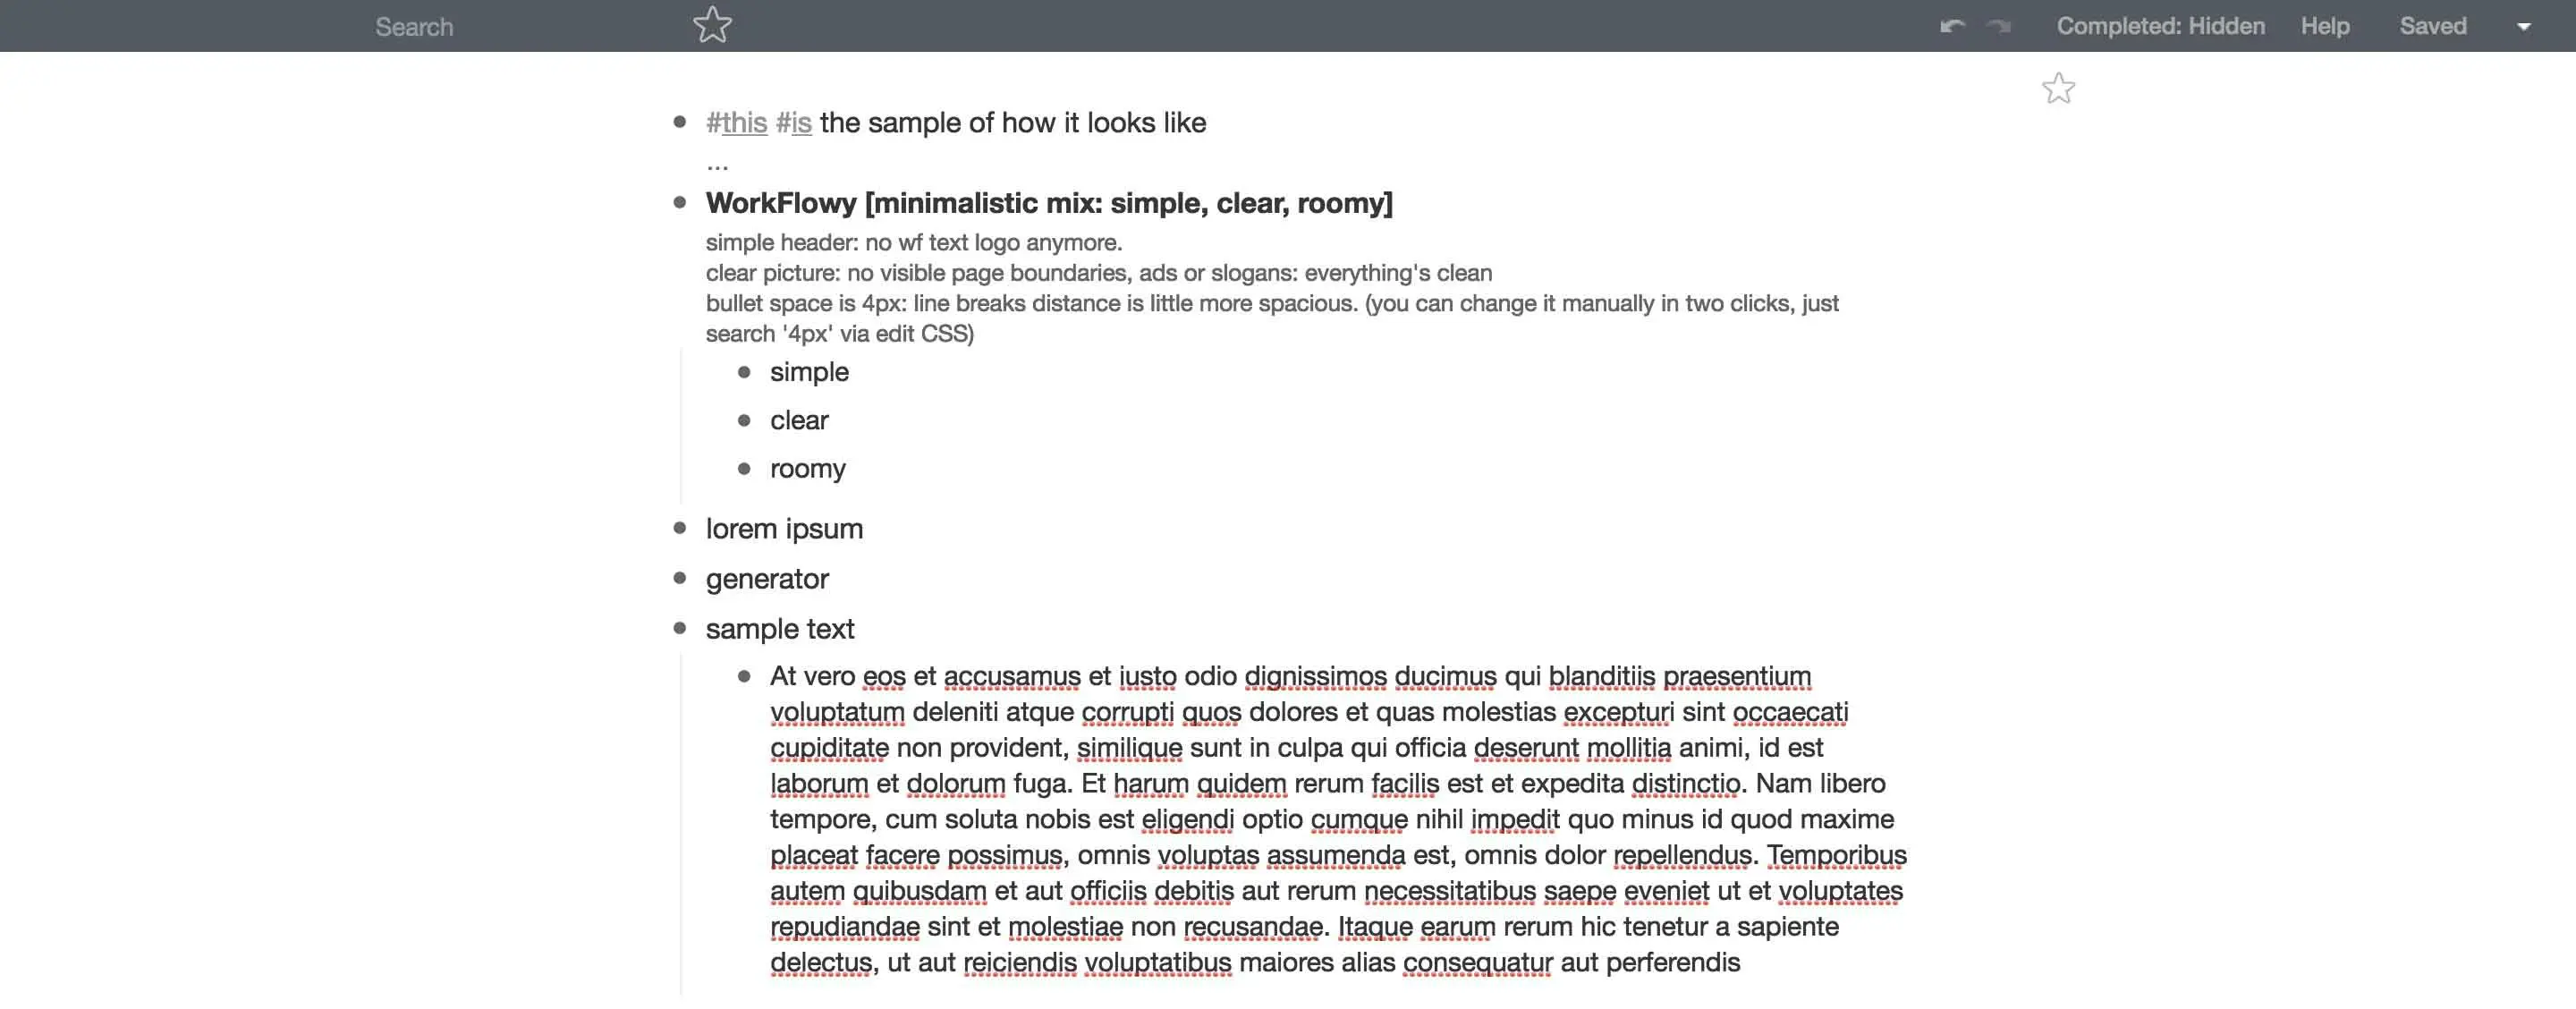 Search
Completed: Hidden
Help
Saved
#this #is the sample of how it looks like
...
WorkFlowy [minimalistic mix: simple, clear, roomy]
simple header: no wf text logo anymore.
clear picture: no visible page boundaries, ads or slogans: everything's clean
bullet space is 4px: line breaks distance is little more spacious. (you can change it manually in two clicks, just
search '4px' via edit CSS)
simple
clear
roomy
lorem ipsum
generator
sample text
At vero eos et accusamus et iusto odio dignissimos ducimus qui blanditiis praesentium
voluptatum deleniti atque corrupti quos dolores et quas molestias excepturi sint occaecati
cupiditate non provident, similique sunt in culpa qui officia deserunt mollitia animi, id est
laborum et dolorum fuga. Et harum quidem rerum facilis est et expedita distinctio. Nam libero
tempore, cum soluta nobis est eligendi optio cumque nihil impedit quo minus id quod maxime
placeat facere possimus, omnis voluptas assumenda est, omnis dolor repellendus. Temporibus
autem quibusdam et aut officiis debitis aut rerum necessitatibus saepe eveniet ut et voluptates
repudiandae sint et molestiae non recusandae. Itaque earum rerum hic tenetur a sapiente
delectus, ut aut reiciendis voluptatibus maiores alias consequatur aut perferendis